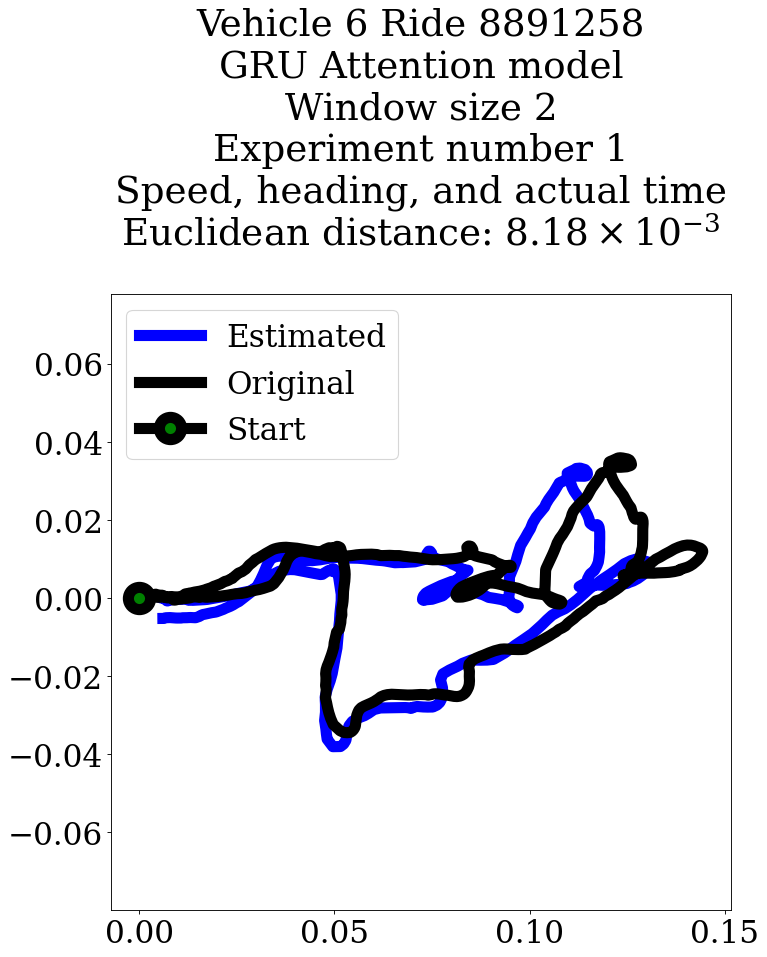 Vehicle 6 Ride 8891258
GRU Attention model
Window size 2
Experiment number 1
Speed, heading, and actual time
Euclidean distance: 8.18 × 10⁻³
Estimated
Original
Start
0.06
0.04
0.02
0.00
−0.02
−0.04
−0.06
0.00 0.05 0.10 0.15